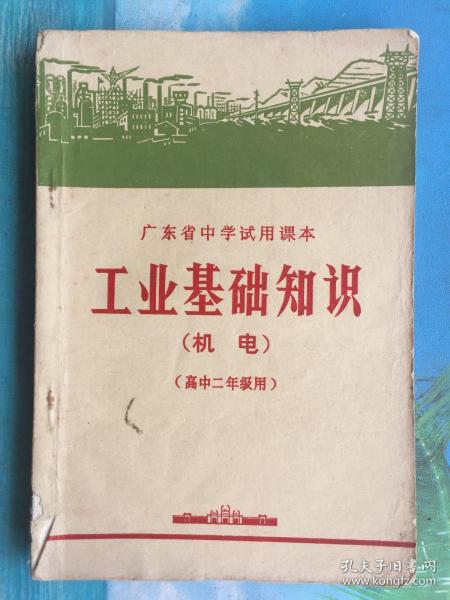 广东省中学试用课本
工业基础知识
（机 电）
（高中二年级用）
孔夫子旧书网
www.kongfz.com